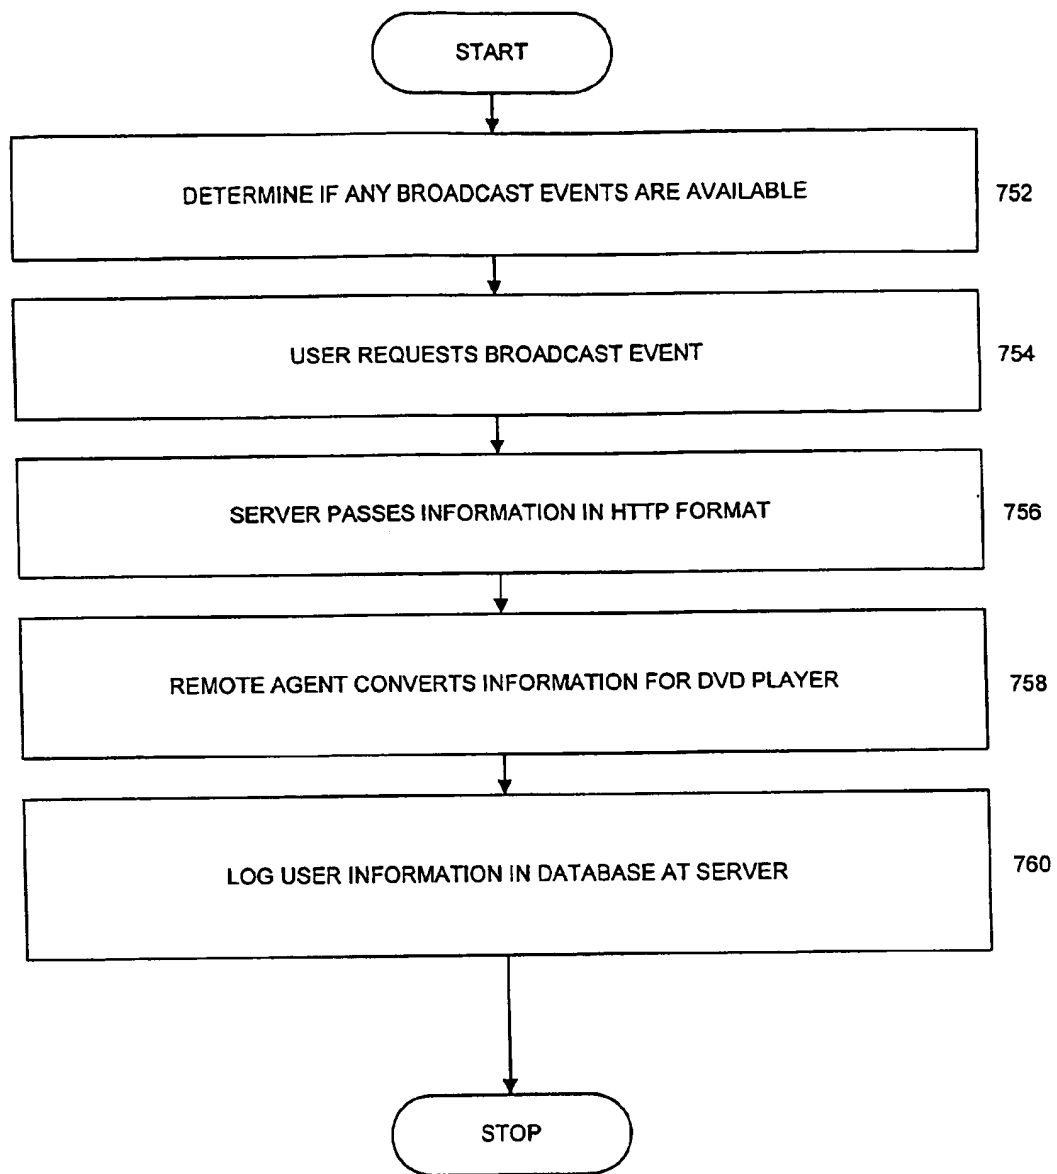 START
DETERMINE IF ANY BROADCAST EVENTS ARE AVAILABLE
752
USER REQUESTS BROADCAST EVENT
754
SERVER PASSES INFORMATION IN HTTP FORMAT
756
REMOTE AGENT CONVERTS INFORMATION FOR DVD PLAYER
758
LOG USER INFORMATION IN DATABASE AT SERVER
760
STOP